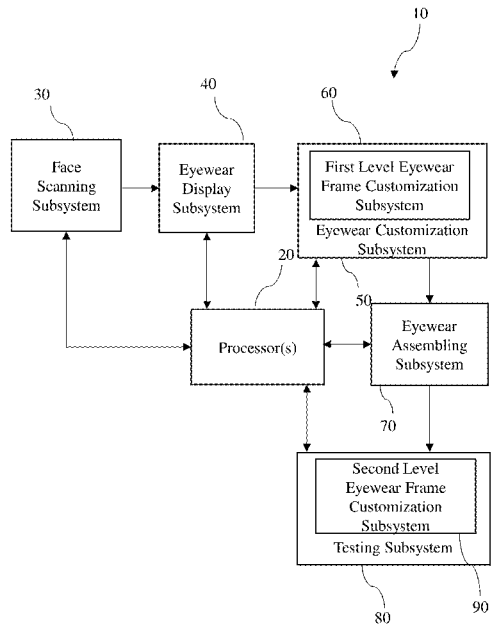 10
30
40
60
Face
Scanning
Subsystem
Eyewear
Display
Subsystem
First Level Eyewear
Frame Customization
Subsystem
Eyewear Customization
Subsystem
20
50
Processor(s)
Eyewear
Assembling
Subsystem
70
Second Level
Eyewear Frame
Customization
Subsystem
Testing Subsystem
80
90